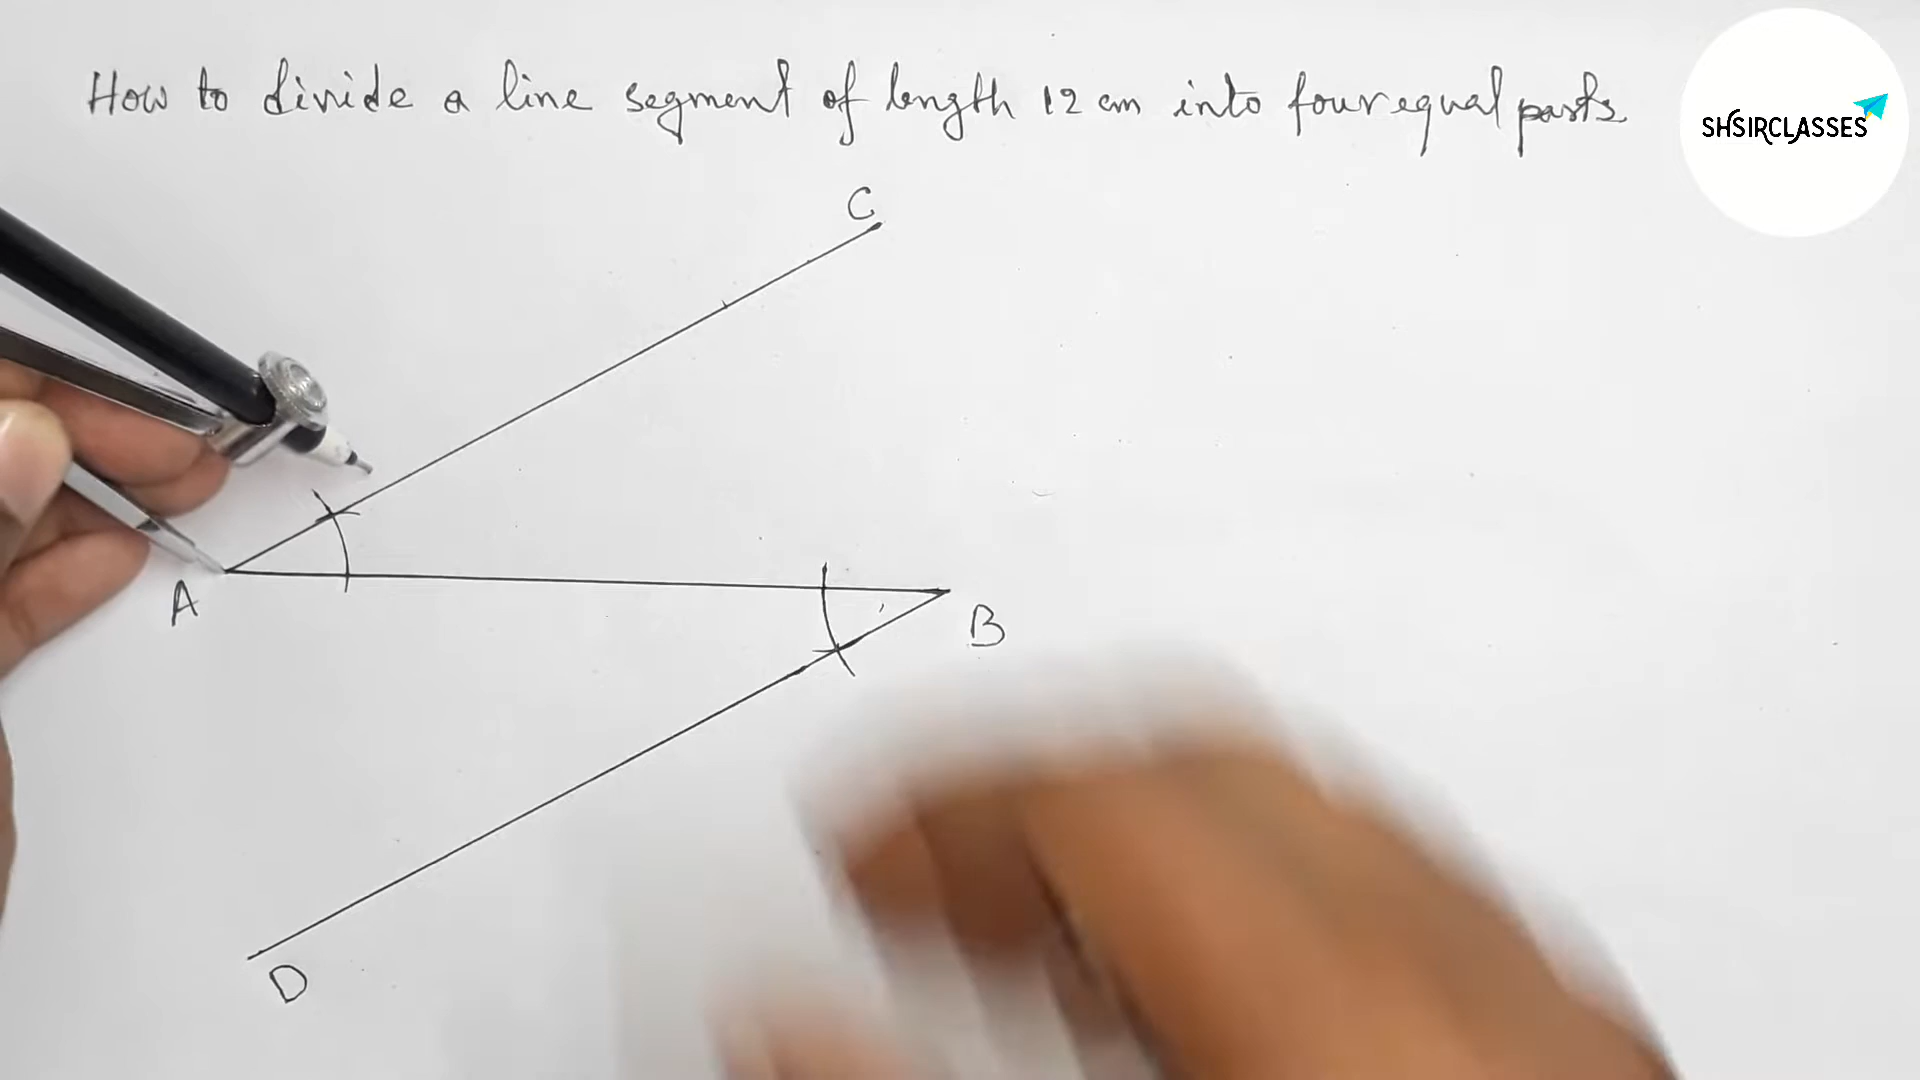 How to divide a line segment of length 12 cm into four equal parts.
SHSIRCLASSES
C
A
B
D